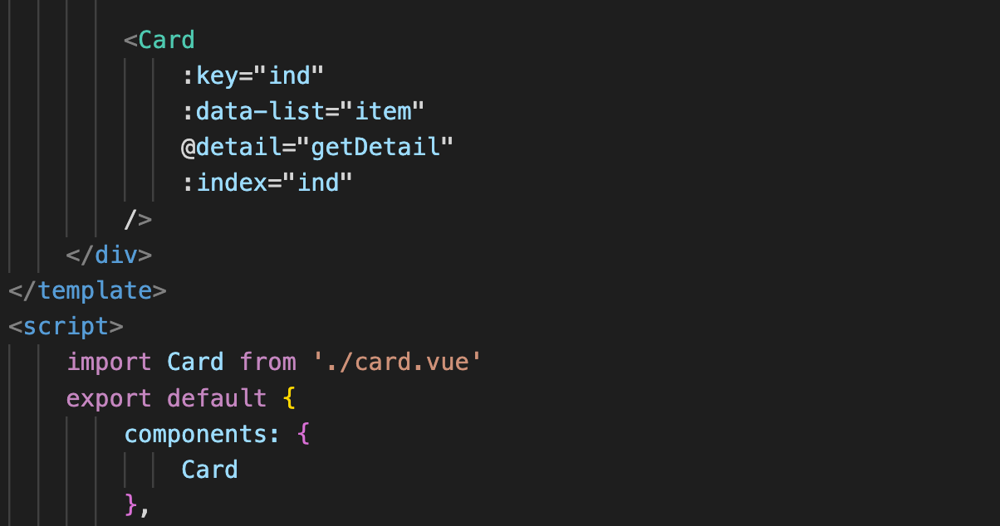 <Card
:key="ind"
:data-list="item"
@detail="getDetail"
:index="ind"
/>
</div>
</template>
<script>
import Card from './card.vue'
export default {
components: {
Card
},